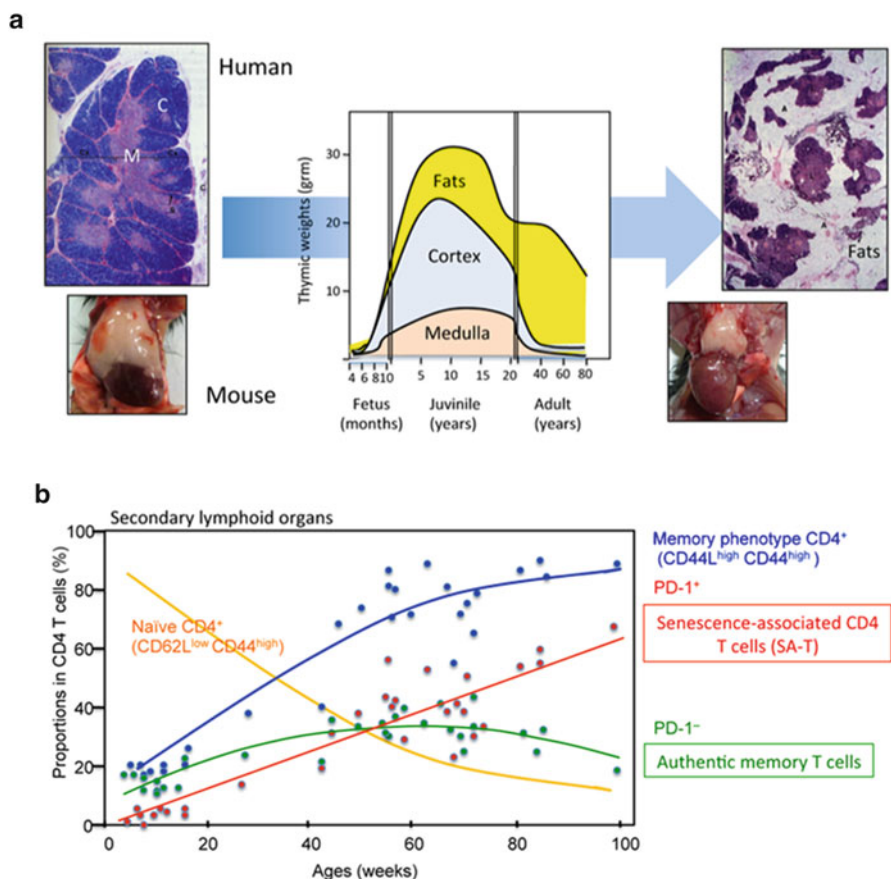 a
Human
C
M
Mouse
Thymic weights (grm)
30
20
10
Fats
Cortex
Medulla
4 6 8 10 5 10 15 20 40 60 80
Fetus
(months)
Juvinile
(years)
Adult
(years)
Fats
b
Secondary lymphoid organs
Proportions in CD4 T cells (%)
100
80
60
40
20
0
0 20 40 60 80 100
Ages (weeks)
Naïve CD4⁺
(CD62Lˡᵒʷ CD44ʰⁱᵍʰ)
Memory phenotype CD4⁺
(CD44Lʰⁱᵍʰ CD44ʰⁱᵍʰ )
PD-1⁺
Senescence-associated CD4
T cells (SA-T)
PD-1⁻
Authentic memory T cells